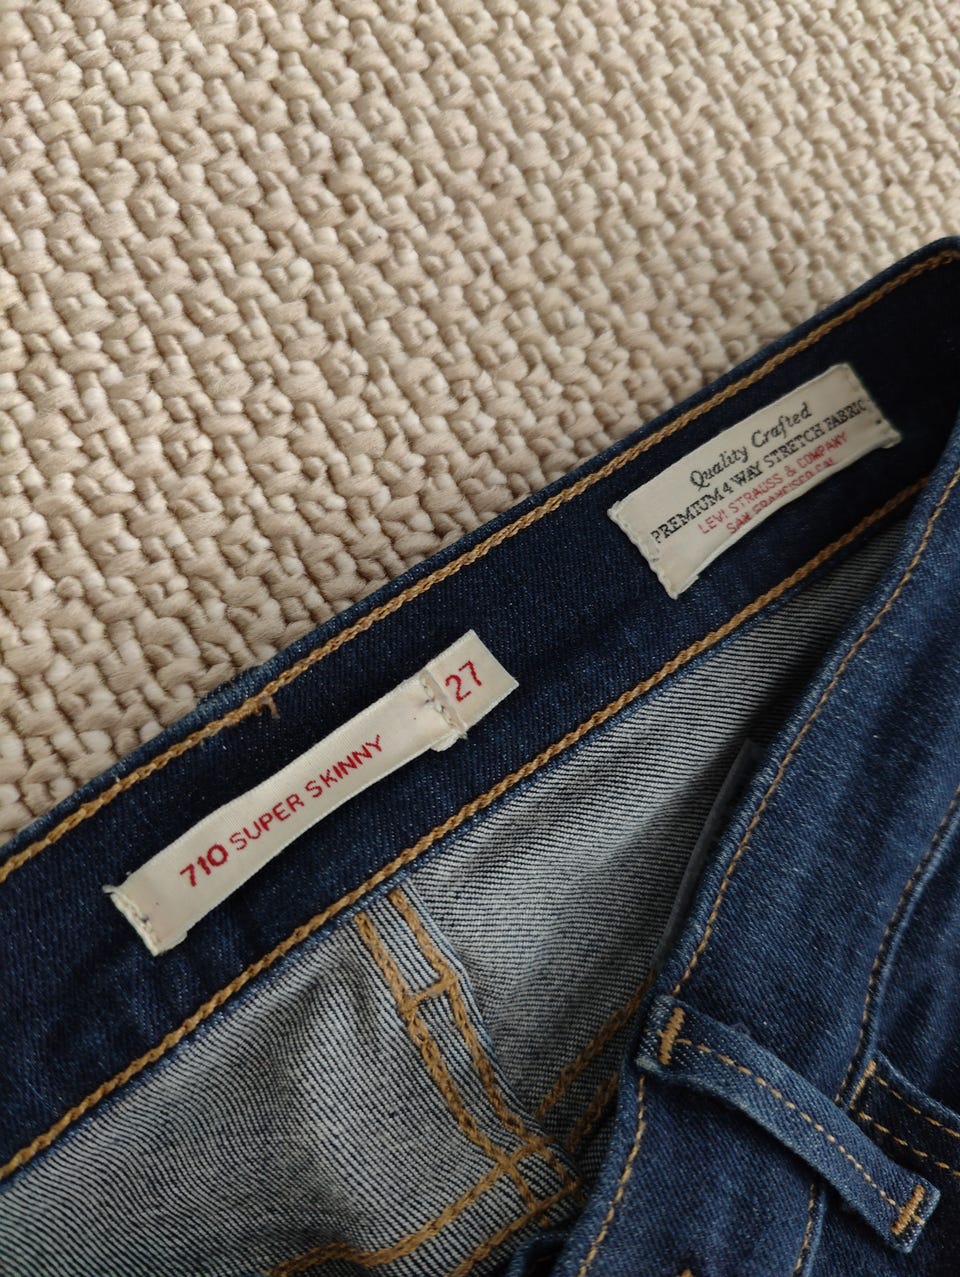 Quality Crafted
PREMIUM 4 WAY STRETCH FABRIC
LEVI STRAUSS & COMPANY
SAN FRANCISCO CAL
710 SUPER SKINNY
27